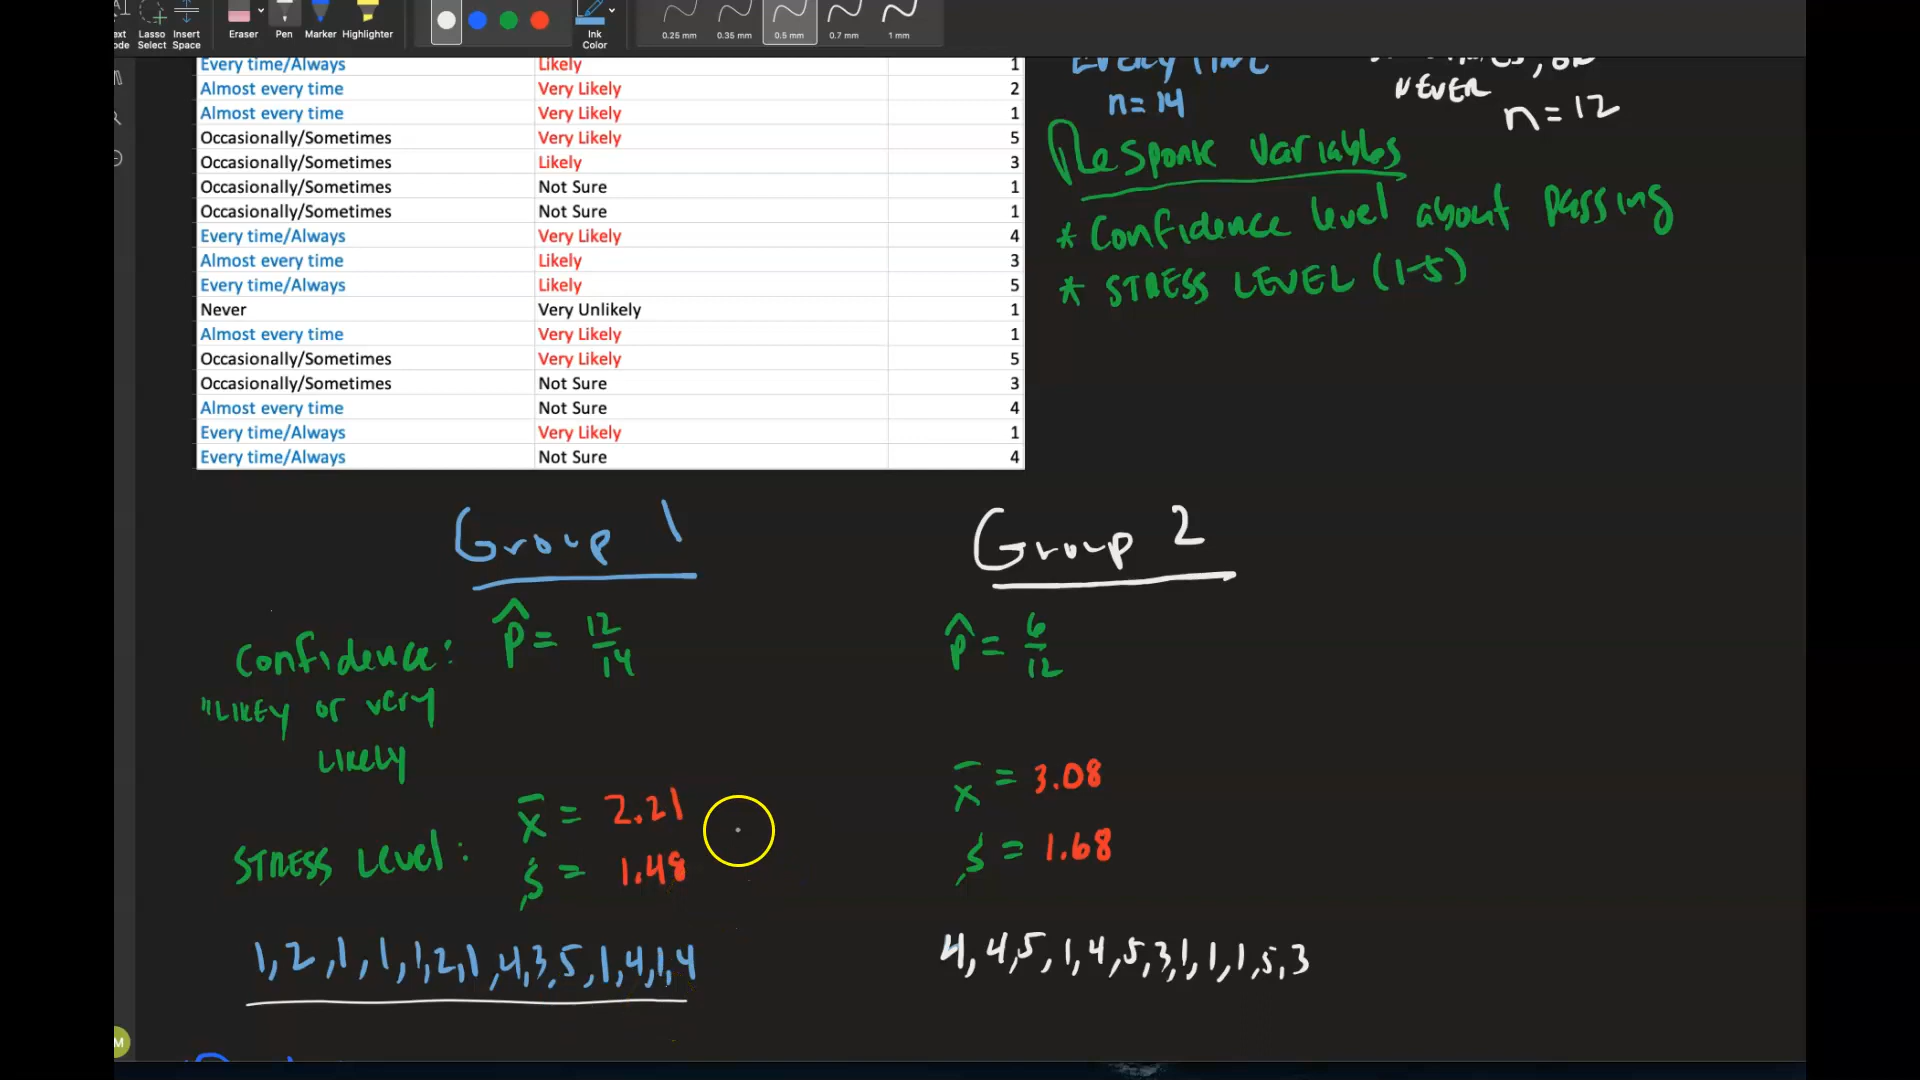 Lasso Select
Insert Space
Eraser
Pen
Marker
Highlighter
Ink Color
0.25 mm
0.35 mm
0.5 mm
0.7 mm
1 mm
Every time/Always Likely 1
Almost every time Very Likely 2
Almost every time Very Likely 1
Occasionally/Sometimes Very Likely 5
Occasionally/Sometimes Likely 3
Occasionally/Sometimes Not Sure 1
Occasionally/Sometimes Not Sure 1
Every time/Always Very Likely 4
Almost every time Likely 3
Every time/Always Likely 5
Never Very Unlikely 1
Almost every time Very Likely 1
Occasionally/Sometimes Very Likely 5
Occasionally/Sometimes Not Sure 3
Almost every time Not Sure 4
Every time/Always Very Likely 1
Every time/Always Not Sure 4
EVERY TIME
n=14
OR
NEVER
n=12
Response Variables
* Confidence level about passing
* STRESS LEVEL (1-5)
Group 1
Group 2
Confidence:
"LIKEy or very
Likely
p̂ = 12/14
p̂ = 6/12
STRESS Level:
x̄ = 2.21
s = 1.48
x̄ = 3.08
s = 1.68
1,2,1,1,1,2,1,4,3,5,1,4,1,4
4,4,5,1,4,5,3,1,1,1,5,3
M